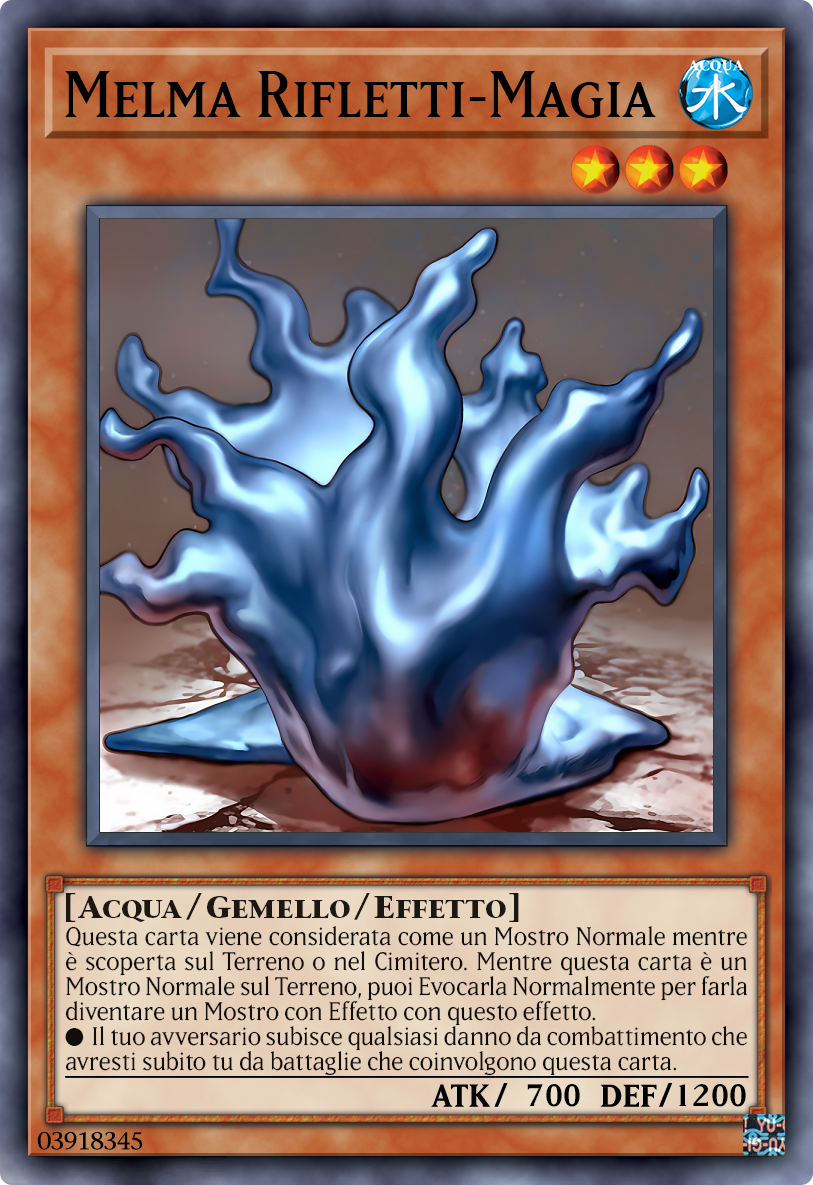 Melma Rifletti-Magia
ACQUA
水
[Acqua/Gemello/Effetto]
Questa carta viene considerata come un Mostro Normale mentre
è scoperta sul Terreno o nel Cimitero. Mentre questa carta è un
Mostro Normale sul Terreno, puoi Evocarla Normalmente per farla
diventare un Mostro con Effetto con questo effetto.
● Il tuo avversario subisce qualsiasi danno da combattimento che
avresti subito tu da battaglie che coinvolgono questa carta.
ATK/ 700 DEF/1200
03918345